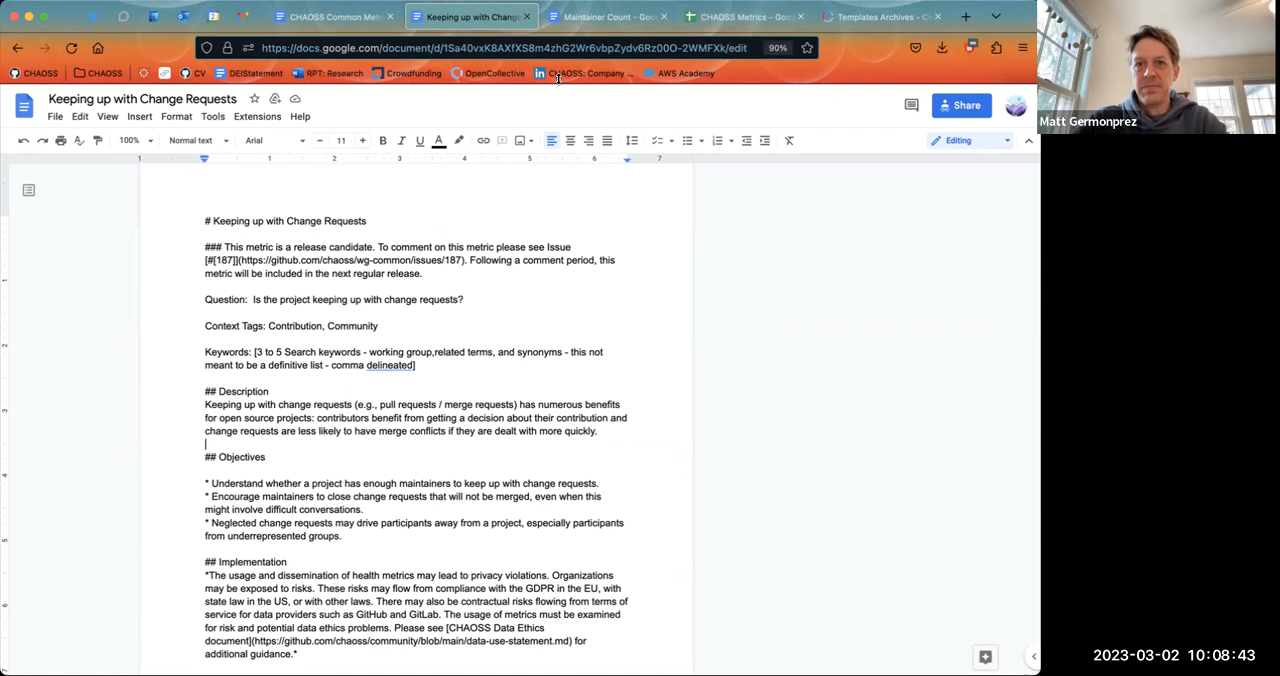 CHAOSS Common Metr
Keeping up with Change
Maintainer Count - Goo
CHAOSS Metrics - Goog
Templates Archives - Ch
https://docs.google.com/document/d/1Sa40vxK8AXfXS8m4zhG2Wr6vbpZydv6Rz00O-2WMFXk/edit
90%
CHAOSS
CHAOSS
CV
DEIStatement
RPT: Research
Crowdfunding
OpenCollective
CHAOSS: Company ...
AWS Academy
Matt Germonprez
Keeping up with Change Requests
File Edit View Insert Format Tools Extensions Help
Share
100% Normal text Arial 11 Editing
1 1 2 3 4 5 6 7
# Keeping up with Change Requests
### This metric is a release candidate. To comment on this metric please see Issue
[#[187]](https://github.com/chaoss/wg-common/issues/187). Following a comment period, this
metric will be included in the next regular release.
Question:  Is the project keeping up with change requests?
Context Tags: Contribution, Community
Keywords: [3 to 5 Search keywords - working group,related terms, and synonyms - this not
meant to be a definitive list - comma delineated]
## Description
Keeping up with change requests (e.g., pull requests / merge requests) has numerous benefits
for open source projects: contributors benefit from getting a decision about their contribution and
change requests are less likely to have merge conflicts if they are dealt with more quickly.
## Objectives
* Understand whether a project has enough maintainers to keep up with change requests.
* Encourage maintainers to close change requests that will not be merged, even when this
might involve difficult conversations.
* Neglected change requests may drive participants away from a project, especially participants
from underrepresented groups.
## Implementation
*The usage and dissemination of health metrics may lead to privacy violations. Organizations
may be exposed to risks. These risks may flow from compliance with the GDPR in the EU, with
state law in the US, or with other laws. There may also be contractual risks flowing from terms of
service for data providers such as GitHub and GitLab. The usage of metrics must be examined
for risk and potential data ethics problems. Please see [CHAOSS Data Ethics
document](https://github.com/chaoss/community/blob/main/data-use-statement.md) for
additional guidance.*
2023-03-02 10:08:43